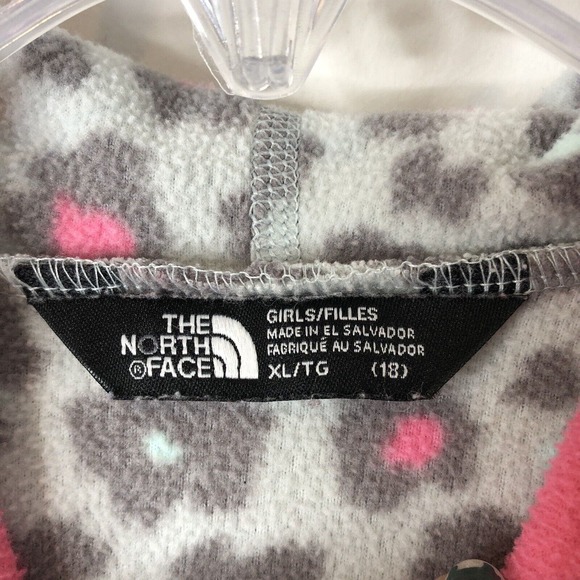 THE
NORTH
®FACE
GIRLS/FILLES
MADE IN EL SALVADOR
FABRIQUÉ AU SALVADOR
XL/TG (18)